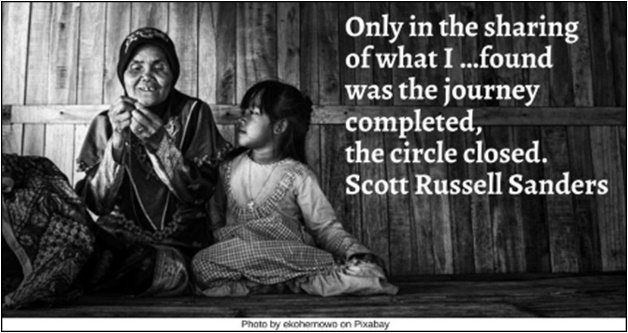 Only in the sharing
of what I ...found
was the journey
completed,
the circle closed.
Scott Russell Sanders
Photo by ekohernowo on Pixabay